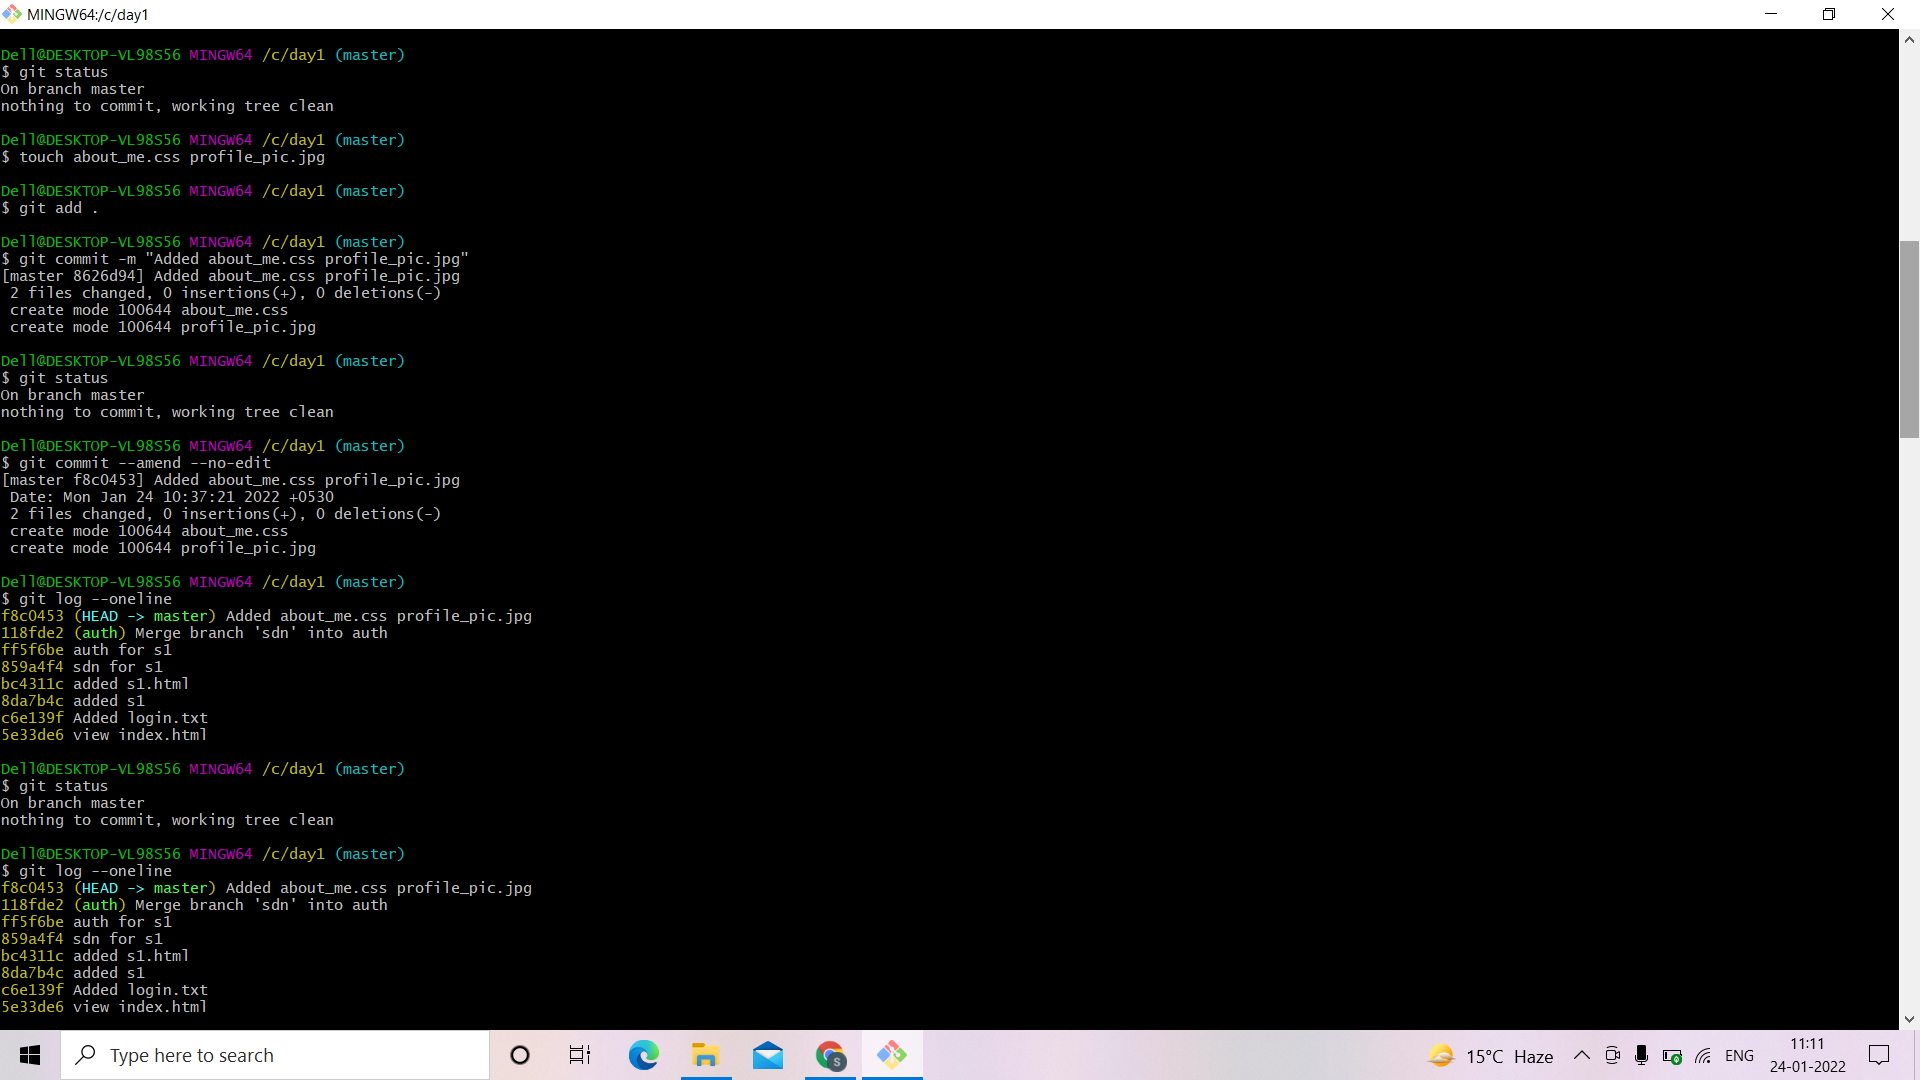 MINGW64:/c/day1
Dell@DESKTOP-VL98S56 MINGW64 /c/day1 (master)
$ git status
On branch master
nothing to commit, working tree clean
Dell@DESKTOP-VL98S56 MINGW64 /c/day1 (master)
$ touch about_me.css profile_pic.jpg
Dell@DESKTOP-VL98S56 MINGW64 /c/day1 (master)
$ git add .
Dell@DESKTOP-VL98S56 MINGW64 /c/day1 (master)
$ git commit -m "Added about_me.css profile_pic.jpg"
[master 8626d94] Added about_me.css profile_pic.jpg
 2 files changed, 0 insertions(+), 0 deletions(-)
 create mode 100644 about_me.css
 create mode 100644 profile_pic.jpg
Dell@DESKTOP-VL98S56 MINGW64 /c/day1 (master)
$ git status
On branch master
nothing to commit, working tree clean
Dell@DESKTOP-VL98S56 MINGW64 /c/day1 (master)
$ git commit --amend --no-edit
[master f8c0453] Added about_me.css profile_pic.jpg
 Date: Mon Jan 24 10:37:21 2022 +0530
 2 files changed, 0 insertions(+), 0 deletions(-)
 create mode 100644 about_me.css
 create mode 100644 profile_pic.jpg
Dell@DESKTOP-VL98S56 MINGW64 /c/day1 (master)
$ git log --oneline
f8c0453 (HEAD -> master) Added about_me.css profile_pic.jpg
118fde2 (auth) Merge branch 'sdn' into auth
ff5f6be auth for s1
859a4f4 sdn for s1
bc4311c added s1.html
8da7b4c added s1
c6e139f Added login.txt
5e33de6 view index.html
Dell@DESKTOP-VL98S56 MINGW64 /c/day1 (master)
$ git status
On branch master
nothing to commit, working tree clean
Dell@DESKTOP-VL98S56 MINGW64 /c/day1 (master)
$ git log --oneline
f8c0453 (HEAD -> master) Added about_me.css profile_pic.jpg
118fde2 (auth) Merge branch 'sdn' into auth
ff5f6be auth for s1
859a4f4 sdn for s1
bc4311c added s1.html
8da7b4c added s1
c6e139f Added login.txt
5e33de6 view index.html
Type here to search
S
15°C Haze
ENG
11:11
24-01-2022